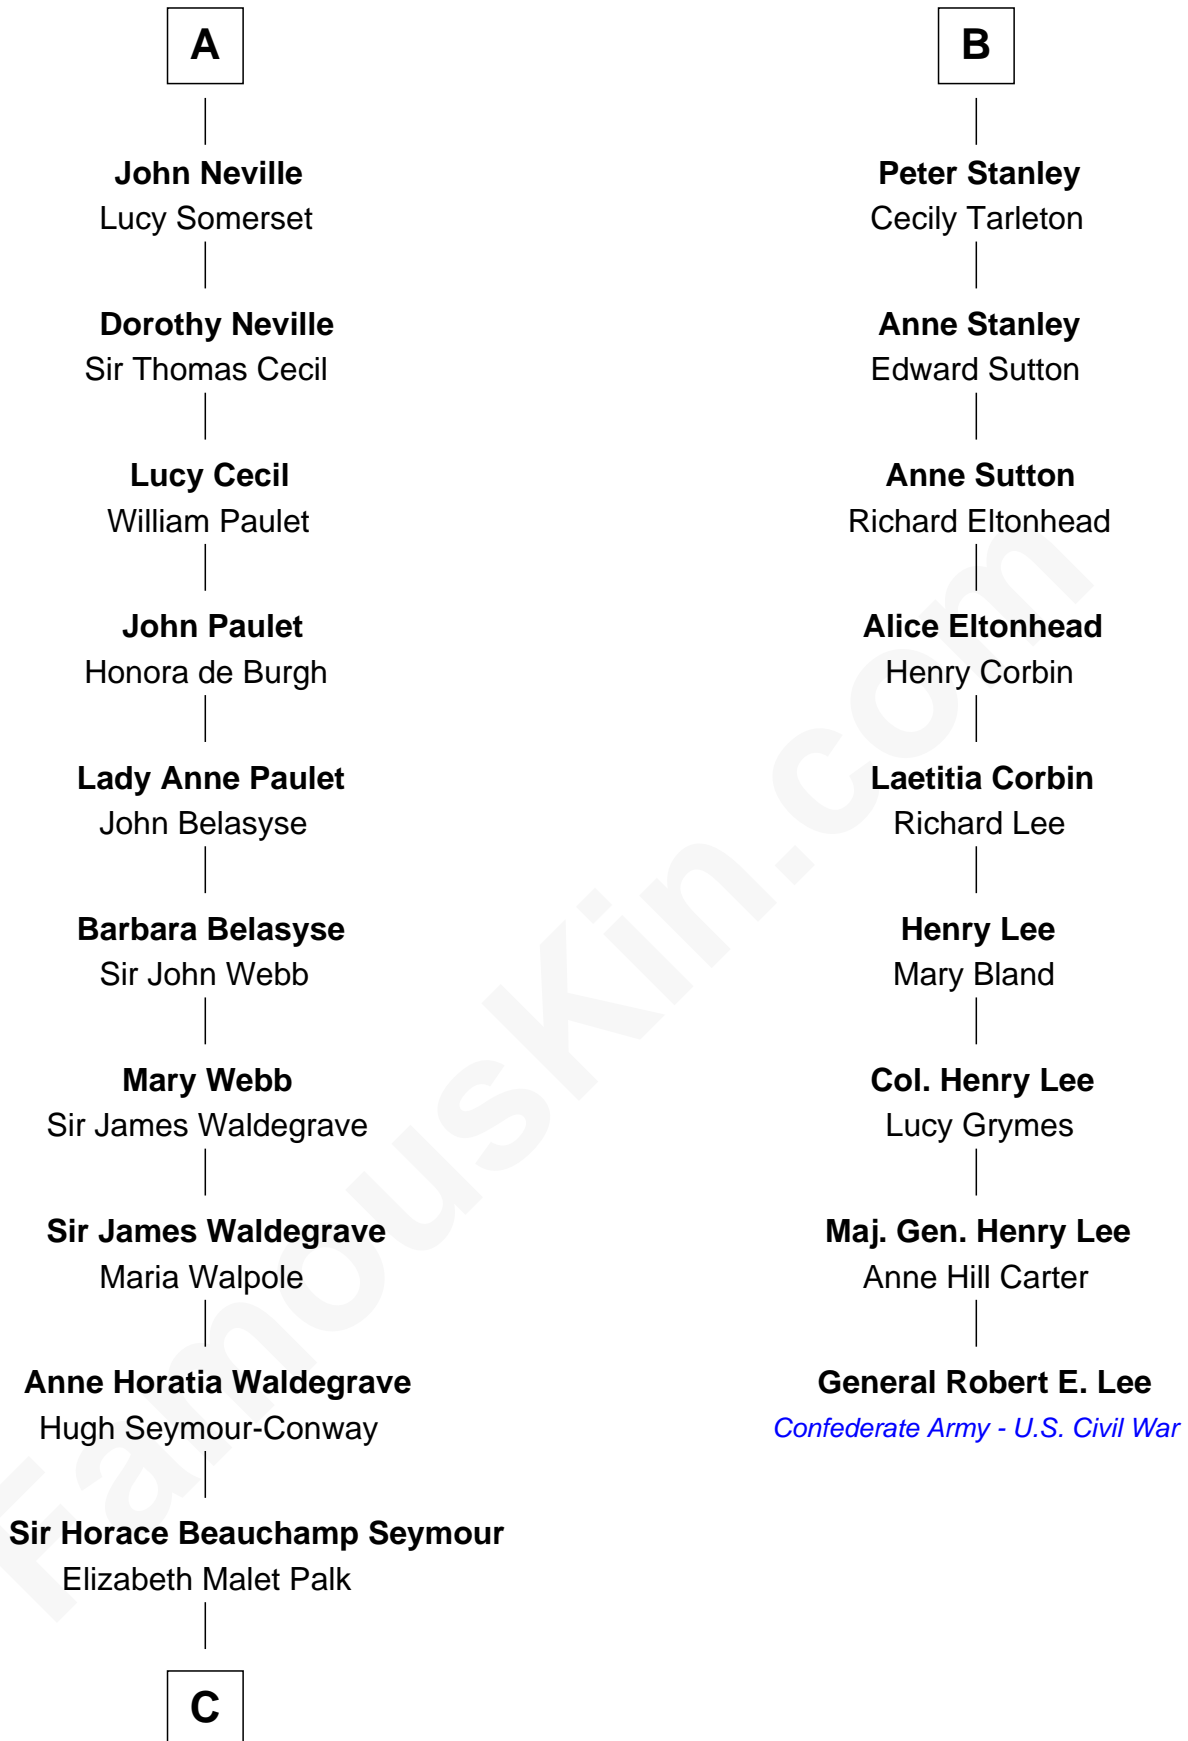 A
John Neville
Lucy Somerset
Dorothy Neville
Sir Thomas Cecil
Lucy Cecil
William Paulet
John Paulet
Honora de Burgh
Lady Anne Paulet
John Belasyse
Barbara Belasyse
Sir John Webb
Mary Webb
Sir James Waldegrave
Sir James Waldegrave
Maria Walpole
Anne Horatia Waldegrave
Hugh Seymour-Conway
Sir Horace Beauchamp Seymour
Elizabeth Malet Palk
C
B
Peter Stanley
Cecily Tarleton
Anne Stanley
Edward Sutton
Anne Sutton
Richard Eltonhead
Alice Eltonhead
Henry Corbin
Laetitia Corbin
Richard Lee
Henry Lee
Mary Bland
Col. Henry Lee
Lucy Grymes
Maj. Gen. Henry Lee
Anne Hill Carter
General Robert E. Lee
Confederate Army - U.S. Civil War
FamousKin.com